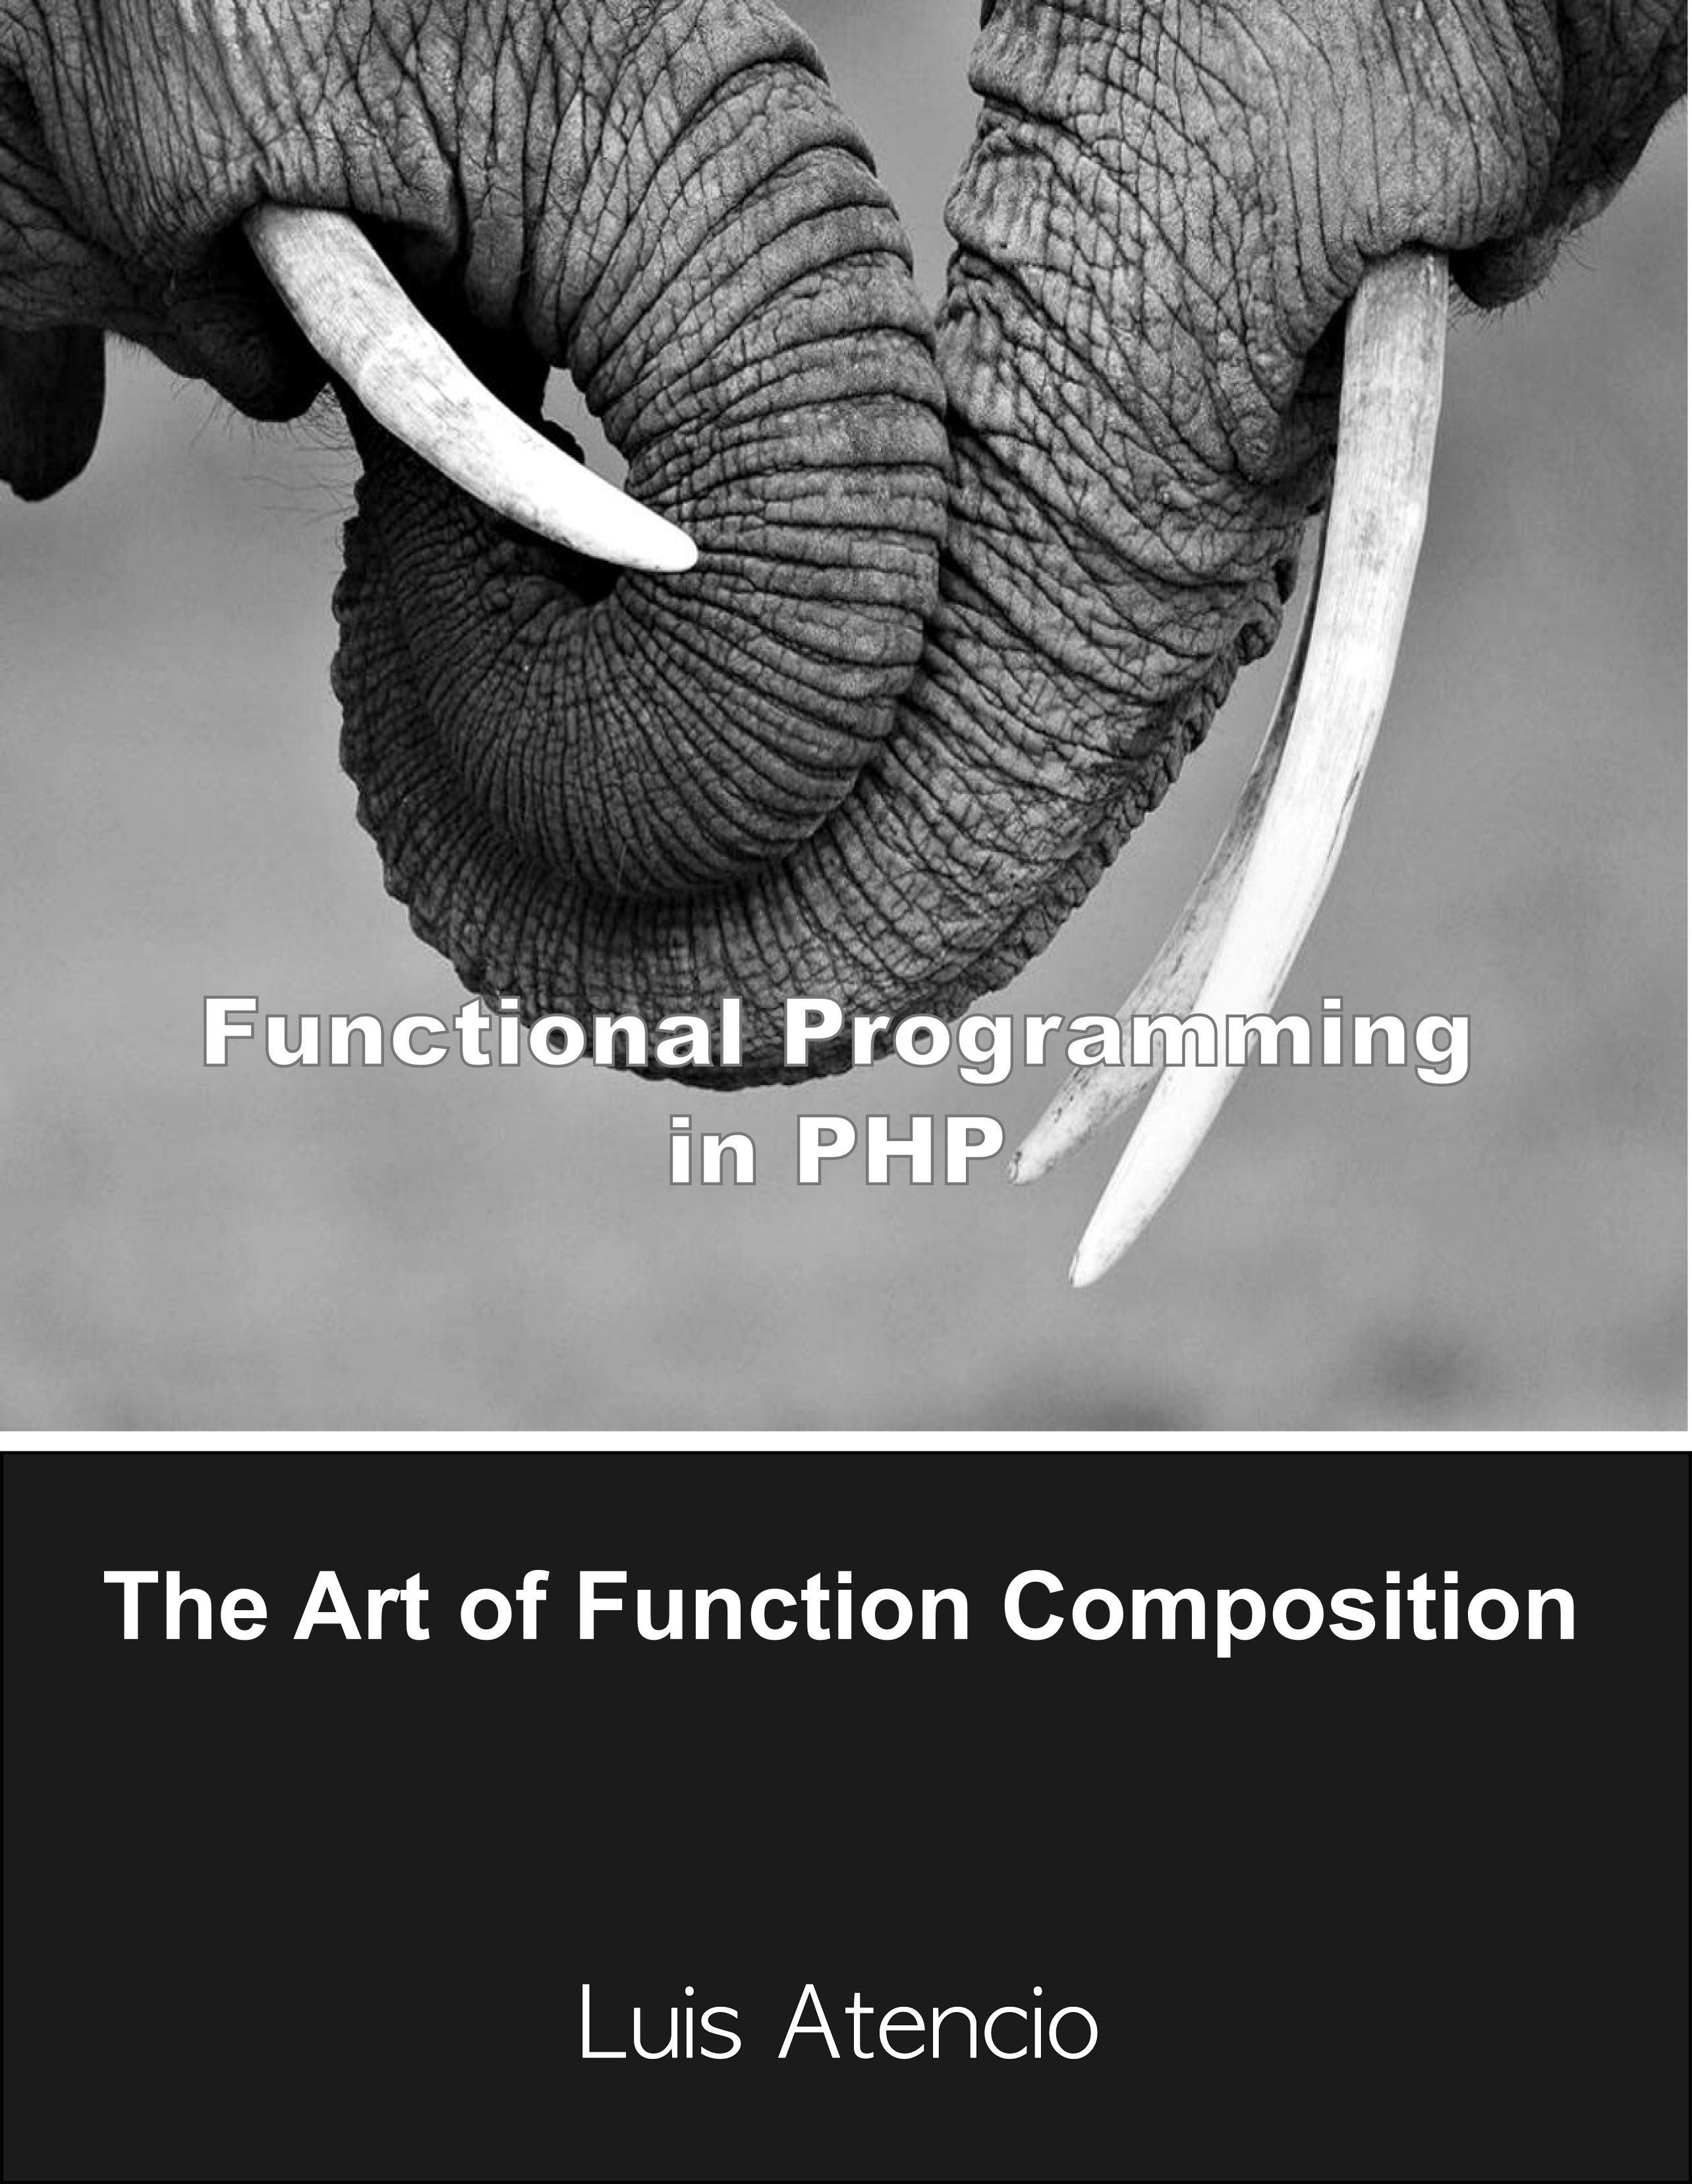 Functional Programming
in PHP
The Art of Function Composition
Luis Atencio